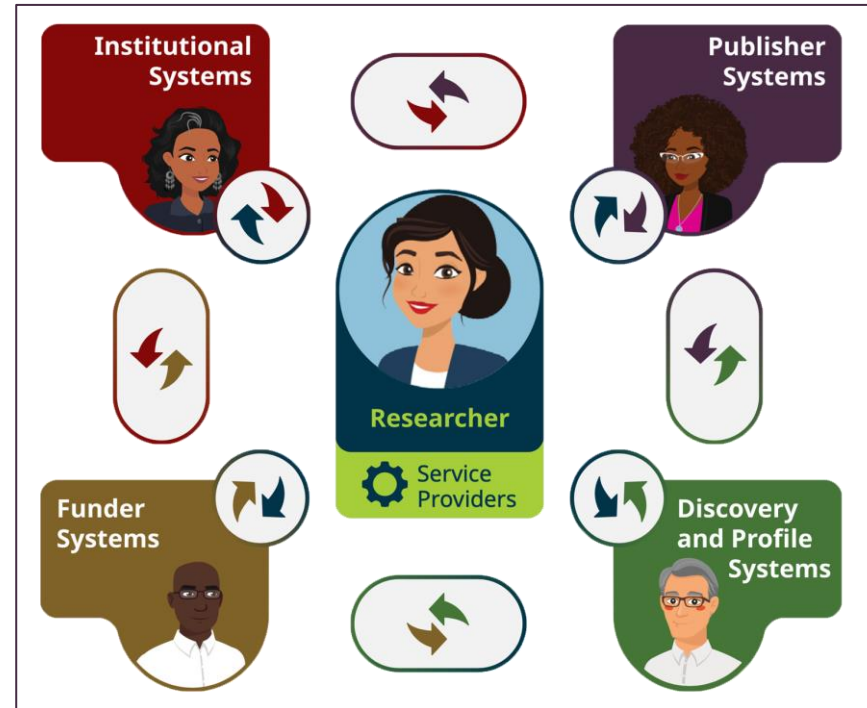 Institutional
Systems
Publisher
Systems
Researcher
Service
Providers
Funder
Systems
Discovery
and Profile
Systems